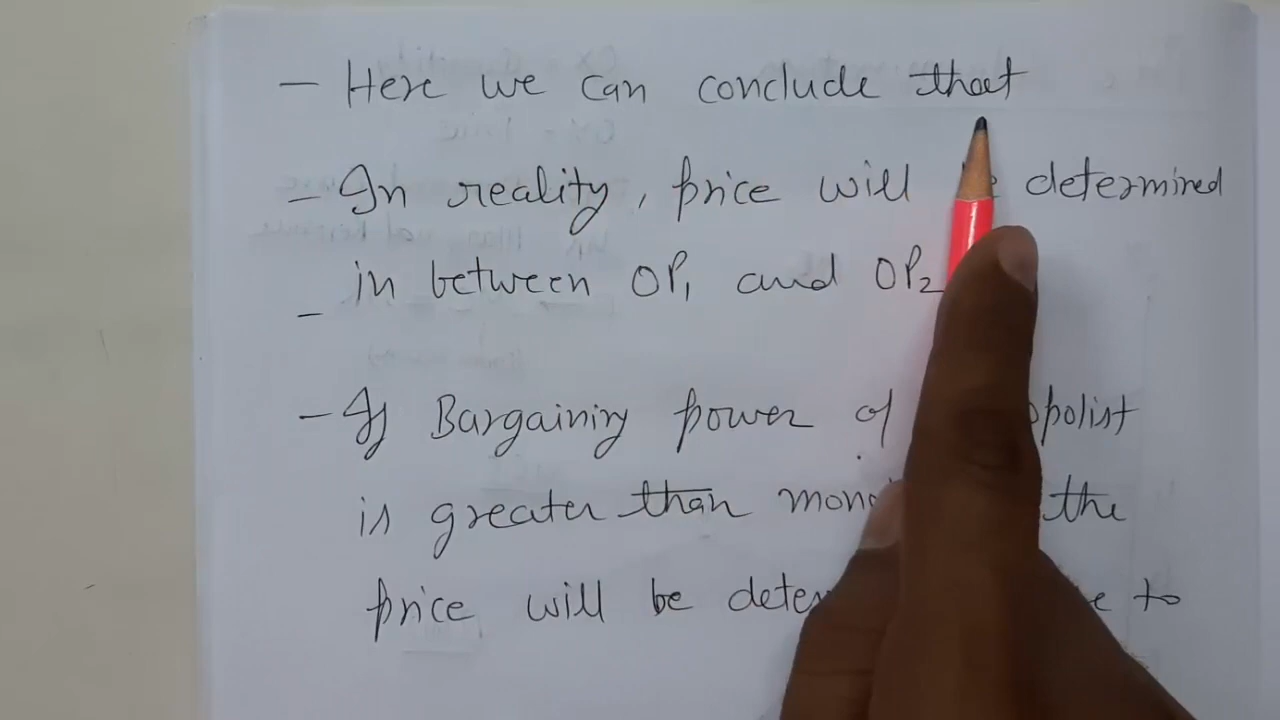 - Here we can conclude that
- In reality, price will determined
in between OP₁ and OP₂
-
- If Bargaining power of
is greater than the
price will be to